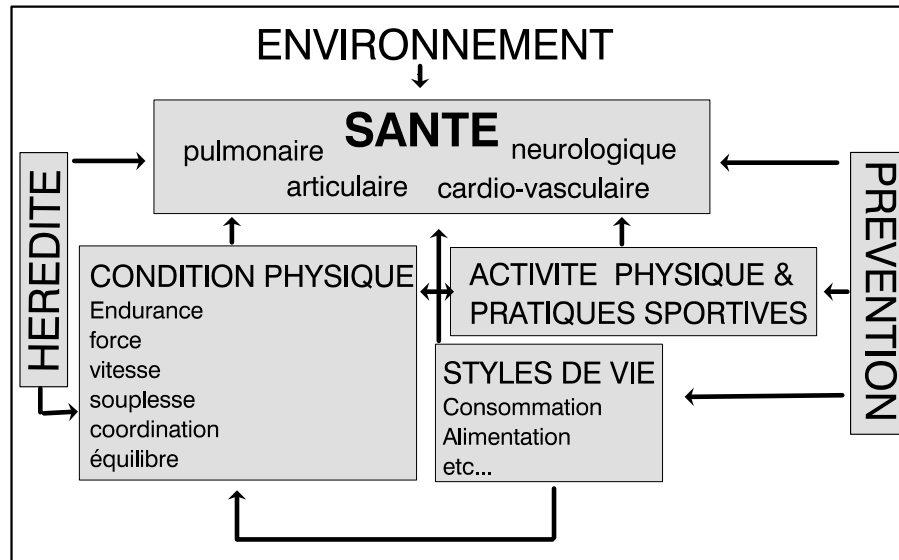 ENVIRONNEMENT
SANTE
pulmonaire
neurologique
articulaire
cardio-vasculaire
HEREDITE
PREVENTION
CONDITION PHYSIQUE
Endurance
force
vitesse
souplesse
coordination
équilibre
ACTIVITE PHYSIQUE &
PRATIQUES SPORTIVES
STYLES DE VIE
Consommation
Alimentation
etc...